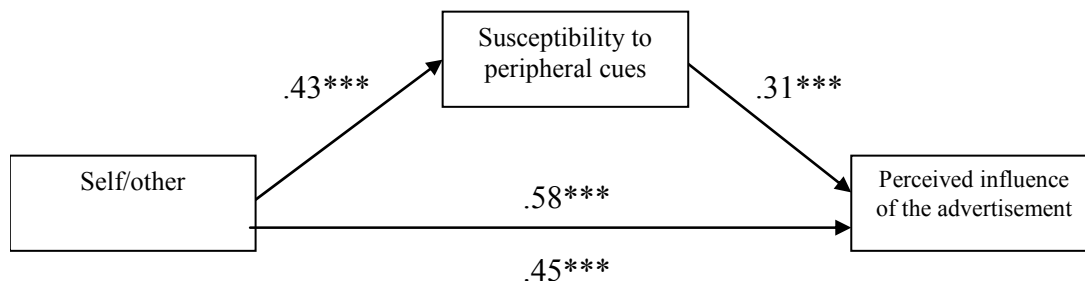 Susceptibility to
peripheral cues
.43***
.31***
Self/other
Perceived influence
of the advertisement
.58***
.45***